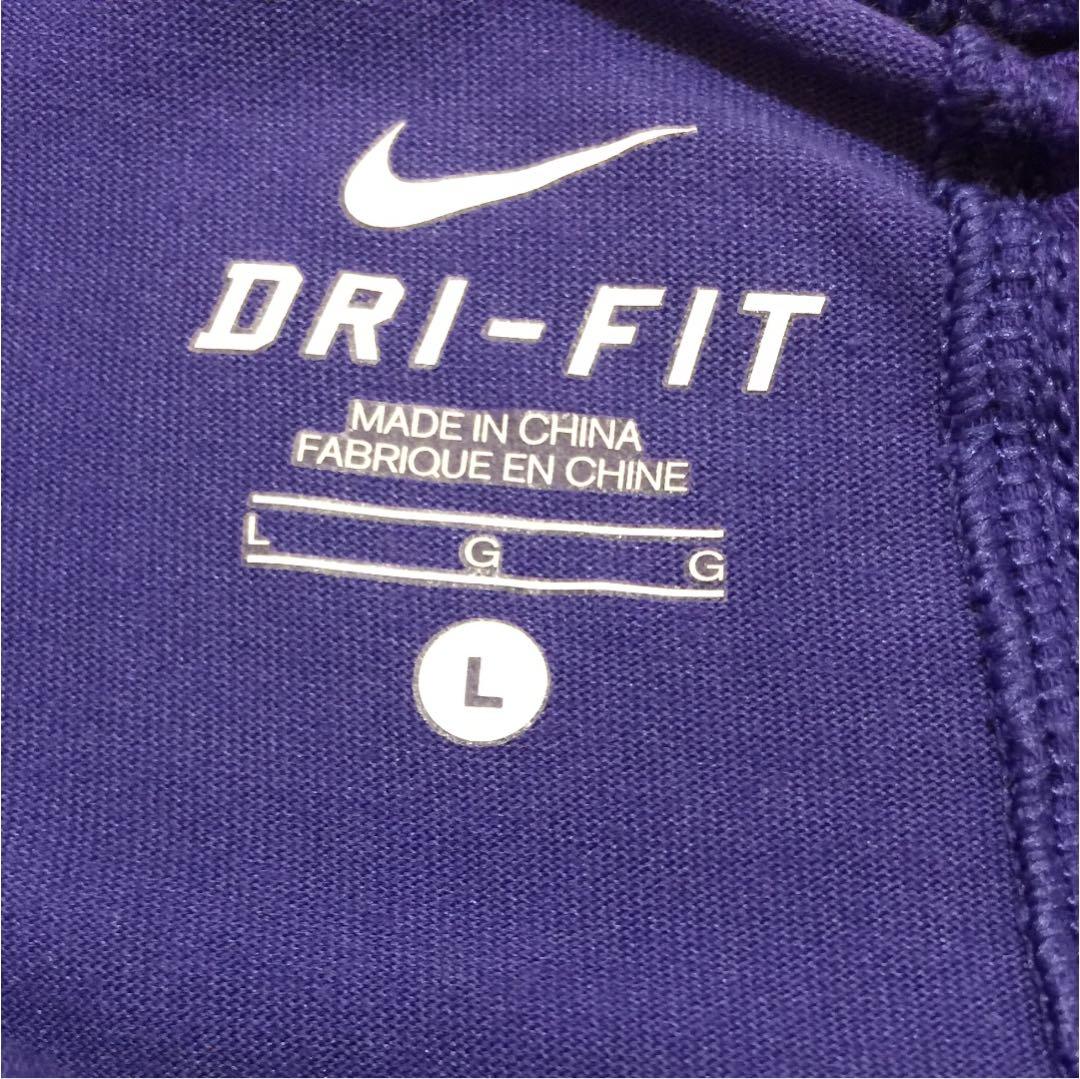 DRI-FIT
MADE IN CHINA
FABRIQUE EN CHINE
L G G
L